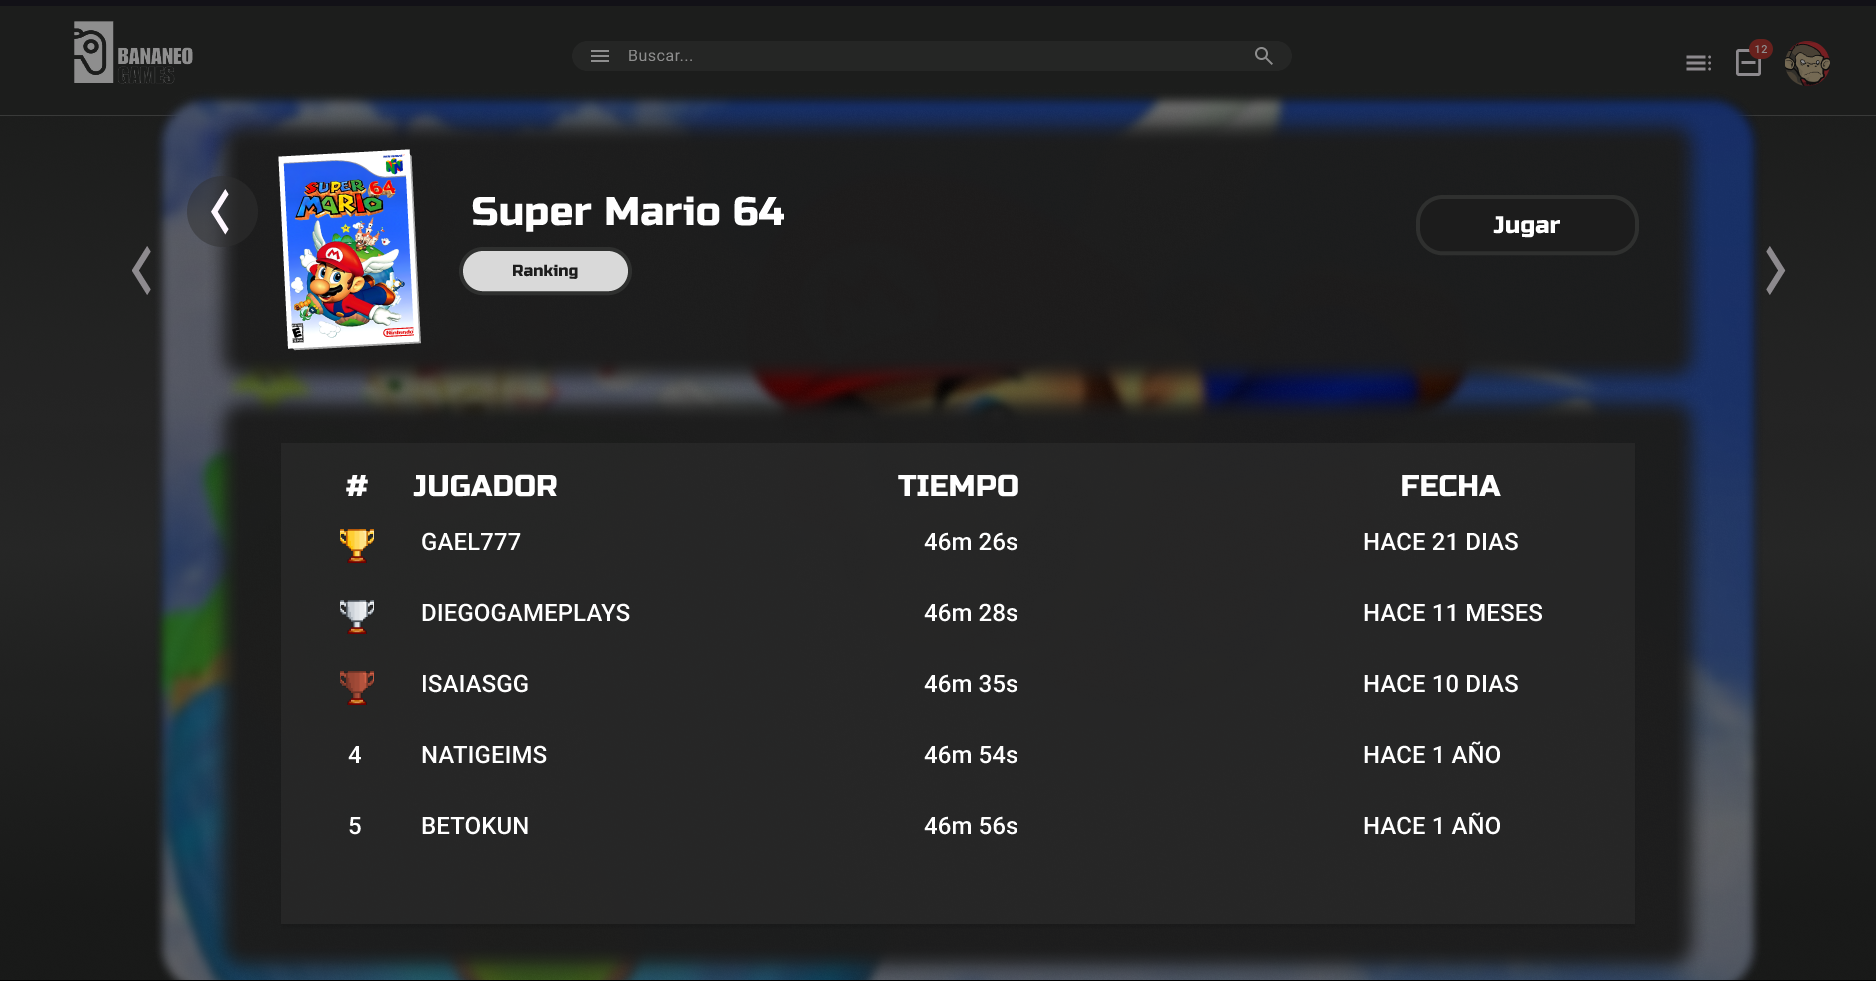 BANANEO
GAMES
Buscar...
12
SUPER
MARIO 64
M
E
Nintendo
Super Mario 64
Ranking
Jugar
# JUGADOR TIEMPO FECHA
GAEL777 46m 26s HACE 21 DIAS
DIEGOGAMEPLAYS 46m 28s HACE 11 MESES
ISAIASGG 46m 35s HACE 10 DIAS
4 NATIGEIMS 46m 54s HACE 1 AÑO
5 BETOKUN 46m 56s HACE 1 AÑO